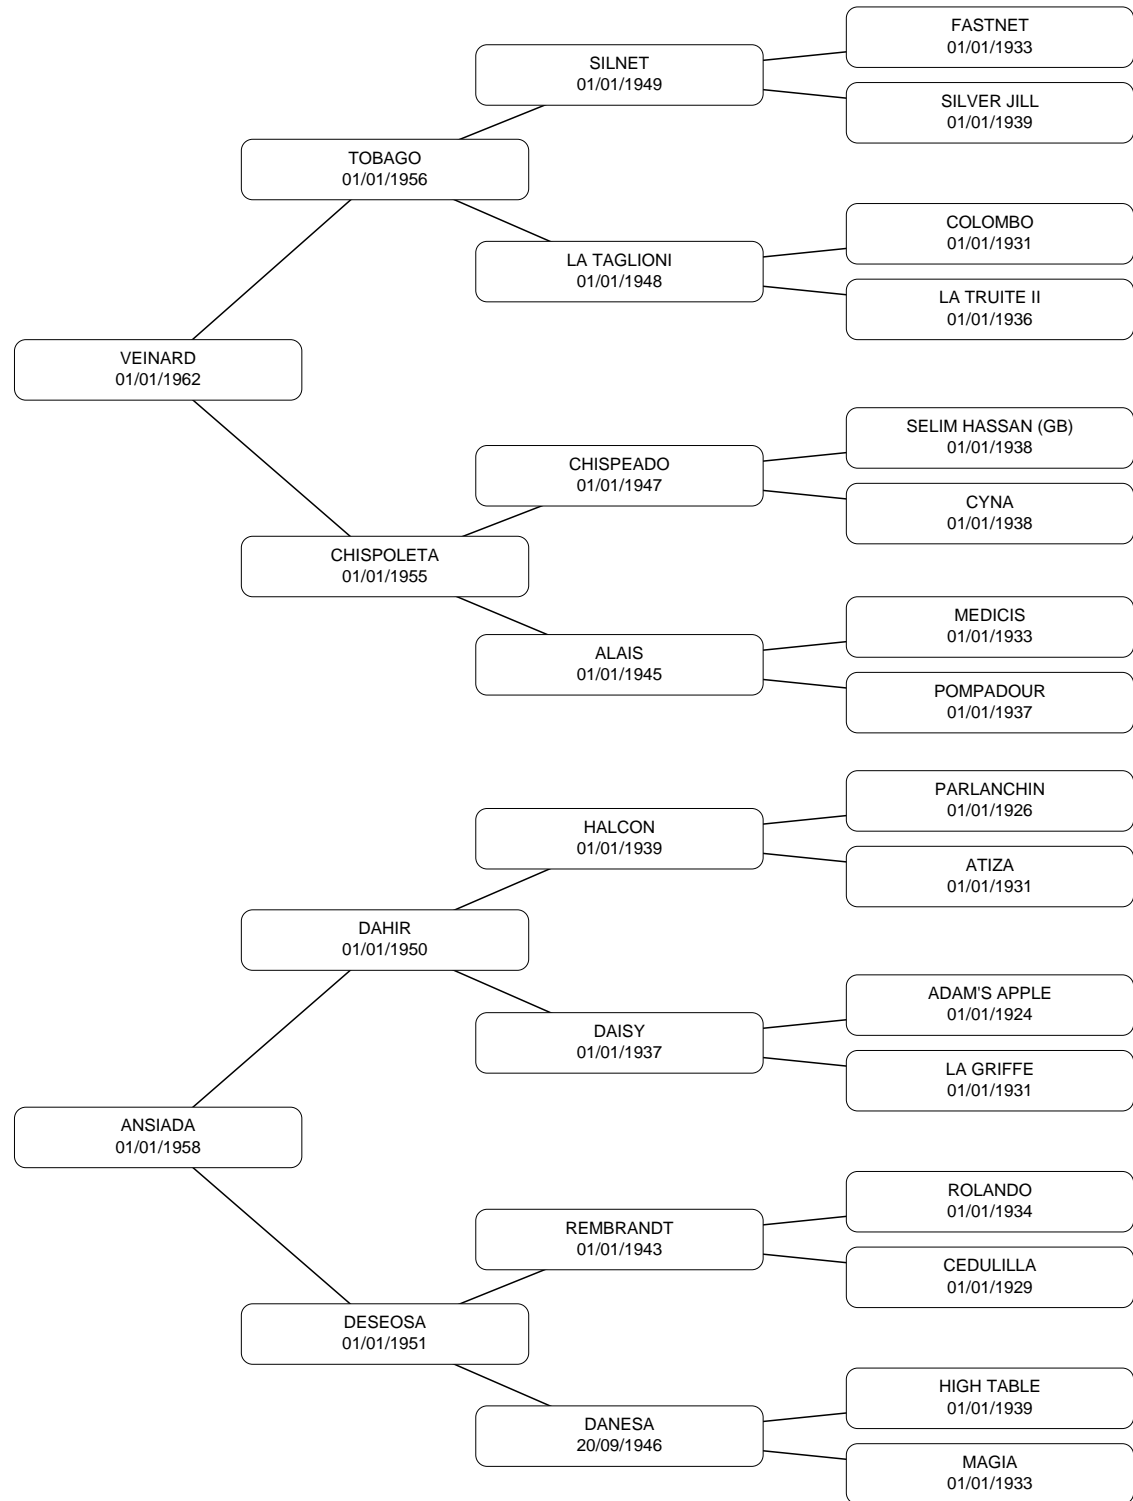 FASTNET
01/01/1933
SILNET
01/01/1949
SILVER JILL
01/01/1939
TOBAGO
01/01/1956
COLOMBO
01/01/1931
LA TAGLIONI
01/01/1948
LA TRUITE II
01/01/1936
VEINARD
01/01/1962
SELIM HASSAN (GB)
01/01/1938
CHISPEADO
01/01/1947
CYNA
01/01/1938
CHISPOLETA
01/01/1955
MEDICIS
01/01/1933
ALAIS
01/01/1945
POMPADOUR
01/01/1937
PARLANCHIN
01/01/1926
HALCON
01/01/1939
ATIZA
01/01/1931
DAHIR
01/01/1950
ADAM'S APPLE
01/01/1924
DAISY
01/01/1937
LA GRIFFE
01/01/1931
ANSIADA
01/01/1958
ROLANDO
01/01/1934
REMBRANDT
01/01/1943
CEDULILLA
01/01/1929
DESEOSA
01/01/1951
HIGH TABLE
01/01/1939
DANESA
20/09/1946
MAGIA
01/01/1933